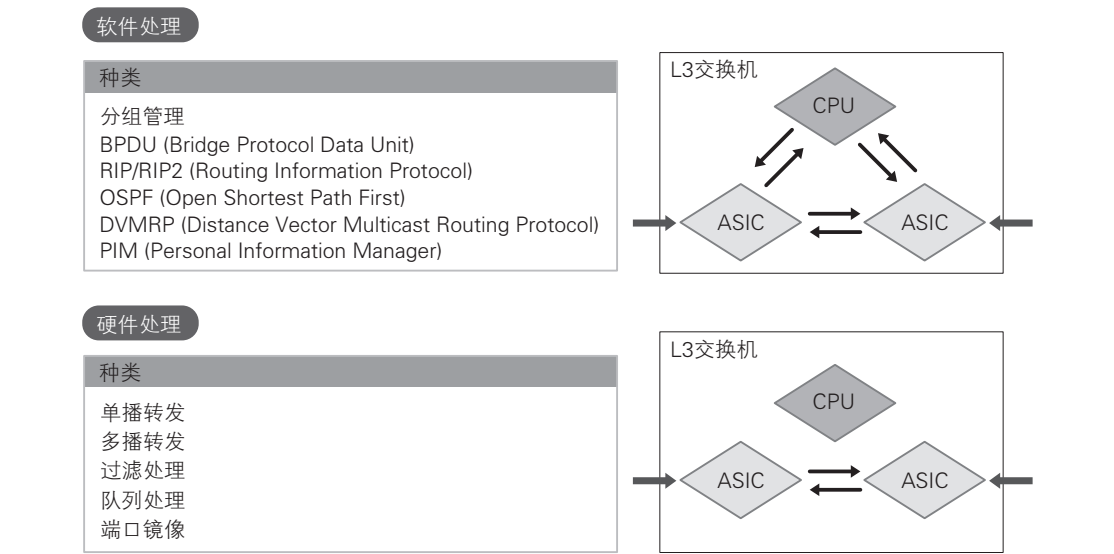 软件处理
种类
分组管理
BPDU (Bridge Protocol Data Unit)
RIP/RIP2 (Routing Information Protocol)
OSPF (Open Shortest Path First)
DVMRP (Distance Vector Multicast Routing Protocol)
PIM (Personal Information Manager)
L3交换机
CPU
ASIC
ASIC
硬件处理
种类
单播转发
多播转发
过滤处理
队列处理
端口镜像
L3交换机
CPU
ASIC
ASIC